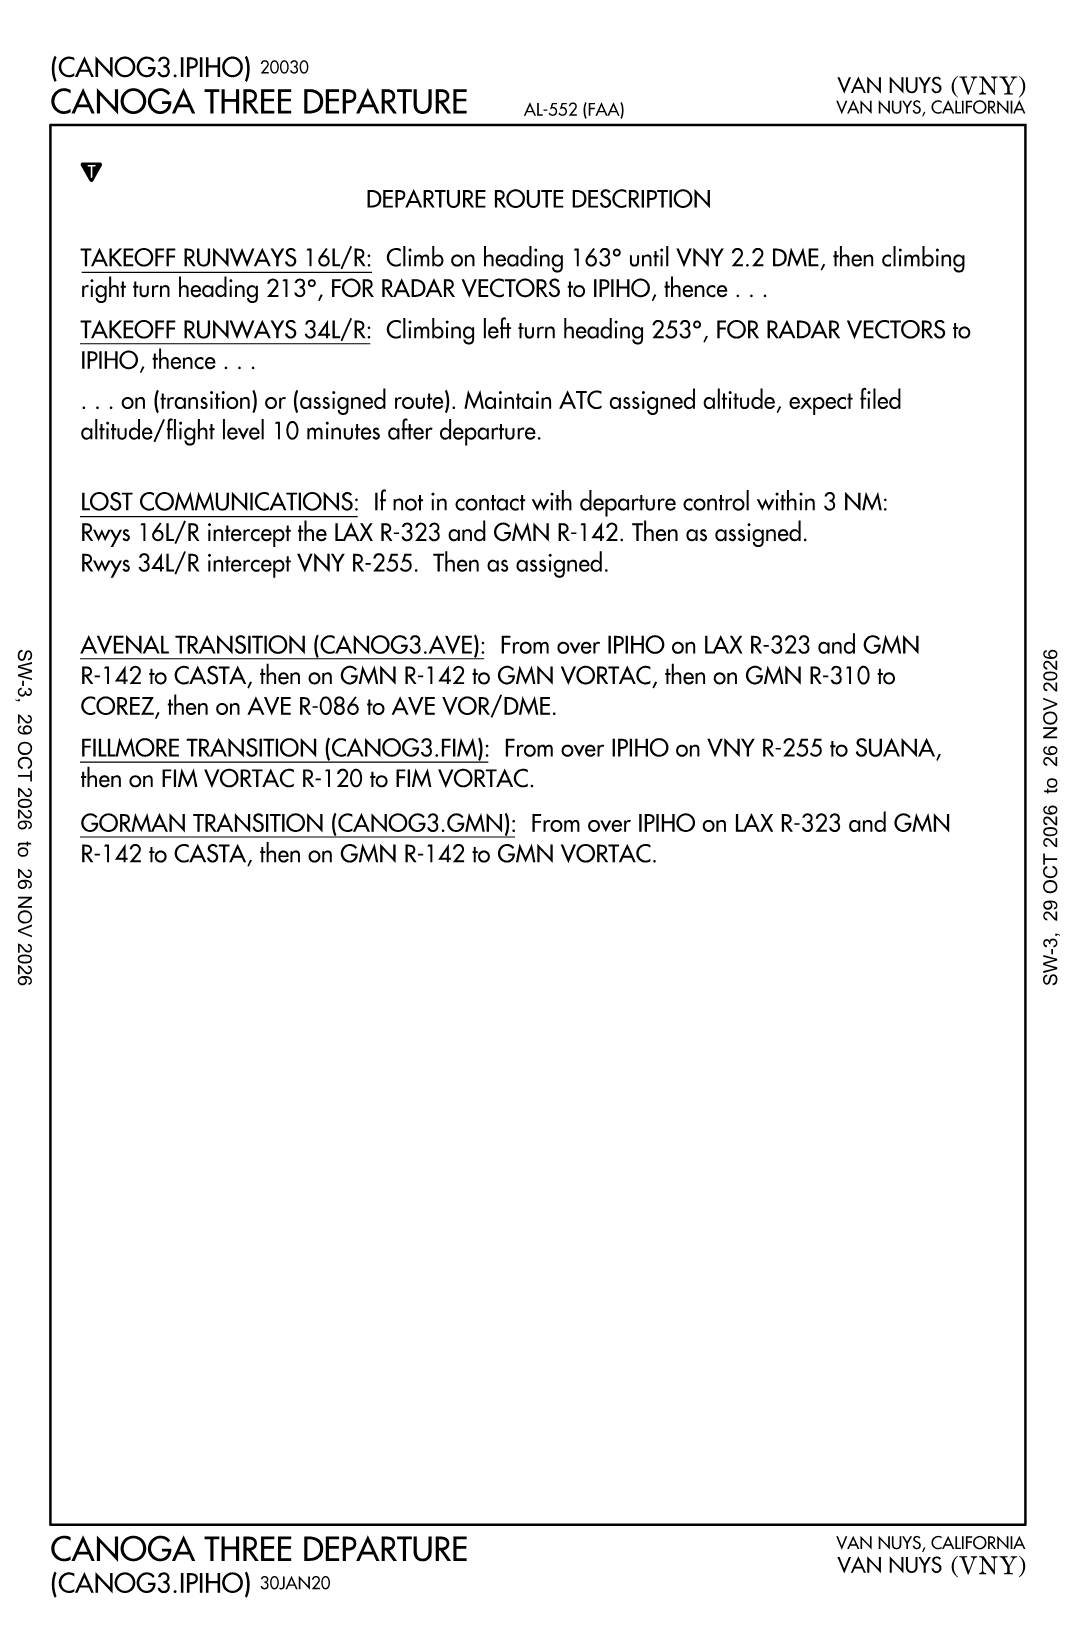 (CANOG3.IPIHO) 20030
CANOGA THREE DEPARTURE
AL-552 (FAA)
VAN NUYS (VNY)
VAN NUYS, CALIFORNIA
T
DEPARTURE ROUTE DESCRIPTION
TAKEOFF RUNWAYS 16L/R: Climb on heading 163° until VNY 2.2 DME, then climbing
right turn heading 213°, FOR RADAR VECTORS to IPIHO, thence . . .
TAKEOFF RUNWAYS 34L/R: Climbing left turn heading 253°, FOR RADAR VECTORS to
IPIHO, thence . . .
. . . on (transition) or (assigned route). Maintain ATC assigned altitude, expect filed
altitude/flight level 10 minutes after departure.
LOST COMMUNICATIONS: If not in contact with departure control within 3 NM:
Rwys 16L/R intercept the LAX R-323 and GMN R-142. Then as assigned.
Rwys 34L/R intercept VNY R-255. Then as assigned.
AVENAL TRANSITION (CANOG3.AVE): From over IPIHO on LAX R-323 and GMN
R-142 to CASTA, then on GMN R-142 to GMN VORTAC, then on GMN R-310 to
COREZ, then on AVE R-086 to AVE VOR/DME.
FILLMORE TRANSITION (CANOG3.FIM): From over IPIHO on VNY R-255 to SUANA,
then on FIM VORTAC R-120 to FIM VORTAC.
GORMAN TRANSITION (CANOG3.GMN): From over IPIHO on LAX R-323 and GMN
R-142 to CASTA, then on GMN R-142 to GMN VORTAC.
SW-3, 29 OCT 2026 to 26 NOV 2026
SW-3, 29 OCT 2026 to 26 NOV 2026
CANOGA THREE DEPARTURE
(CANOG3.IPIHO) 30JAN20
VAN NUYS, CALIFORNIA
VAN NUYS (VNY)